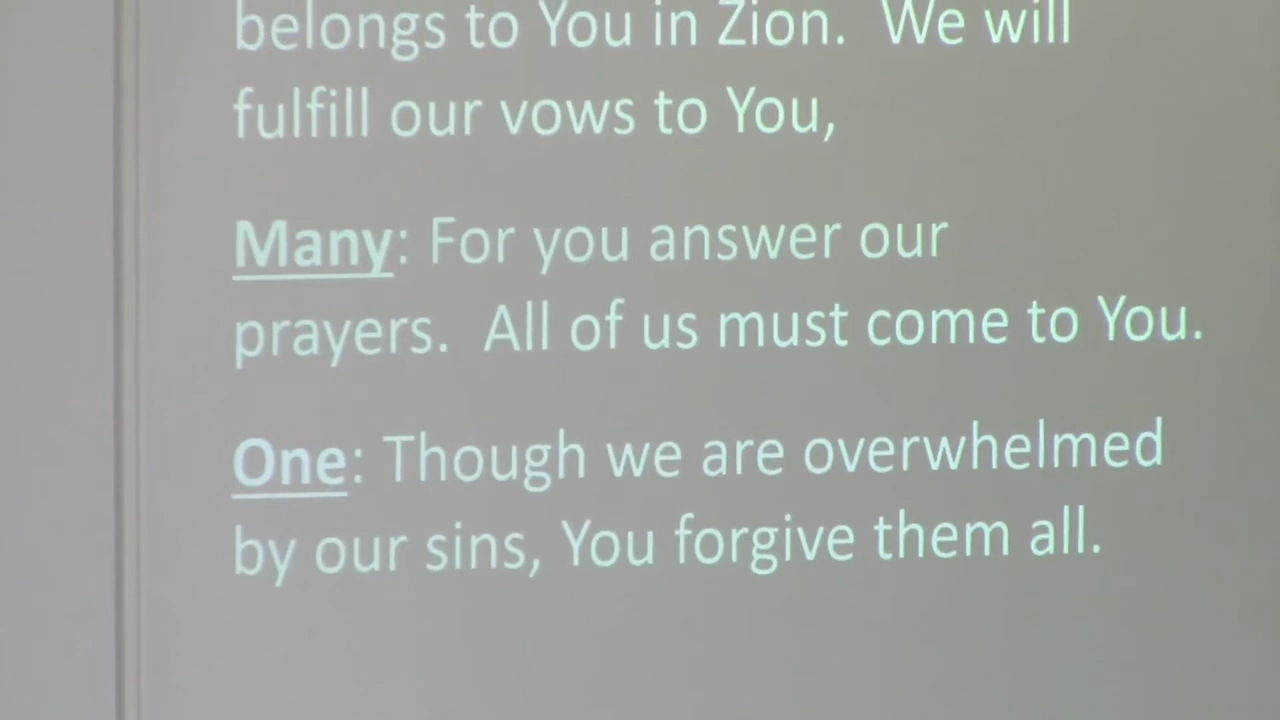 belongs to You in Zion.  We will
fulfill our vows to You,
Many: For you answer our
prayers.  All of us must come to You.
One: Though we are overwhelmed
by our sins, You forgive them all.